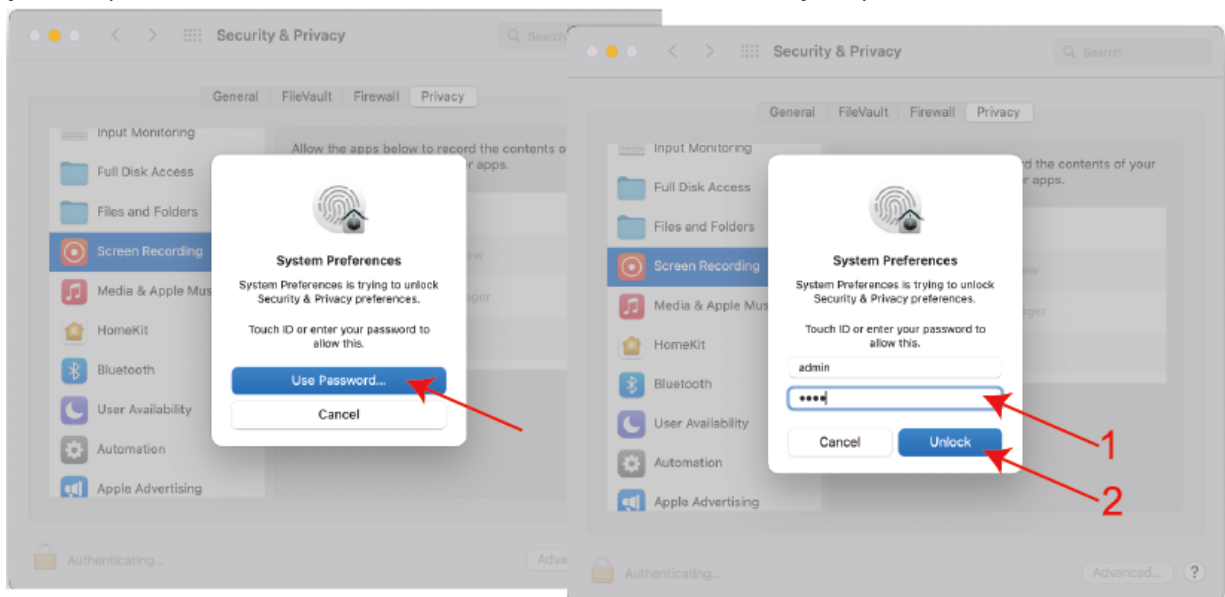 Security & Privacy
Search
General FileVault Firewall Privacy
Input Monitoring
Allow the apps below to record the contents o
r apps.
Full Disk Access
Files and Folders
Screen Recording
ew
Media & Apple Mus
ager
HomeKit
Bluetooth
User Availability
Automation
Apple Advertising
System Preferences
System Preferences is trying to unlock
Security & Privacy preferences.
Touch ID or enter your password to
allow this.
Use Password...
Cancel
Authenticating...
Adva
Security & Privacy
Search
General FileVault Firewall Privacy
Input Monitoring
rd the contents of your
r apps.
Full Disk Access
Files and Folders
Screen Recording
ew
Media & Apple Mus
ager
HomeKit
Bluetooth
User Availability
Automation
Apple Advertising
System Preferences
System Preferences is trying to unlock
Security & Privacy preferences.
Touch ID or enter your password to
allow this.
admin
••••
Cancel Unlock
1
2
Authenticating...
Advanced... ?